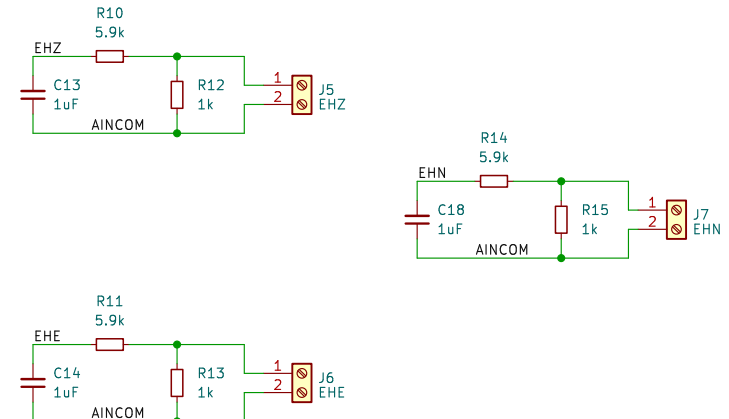 R10
5.9k
EHZ
C13
1uF
R12
1k
1
2
J5
EHZ
AINCOM
R14
5.9k
EHN
C18
1uF
R15
1k
1
2
J7
EHN
AINCOM
R11
5.9k
EHE
C14
1uF
R13
1k
1
2
J6
EHE
AINCOM